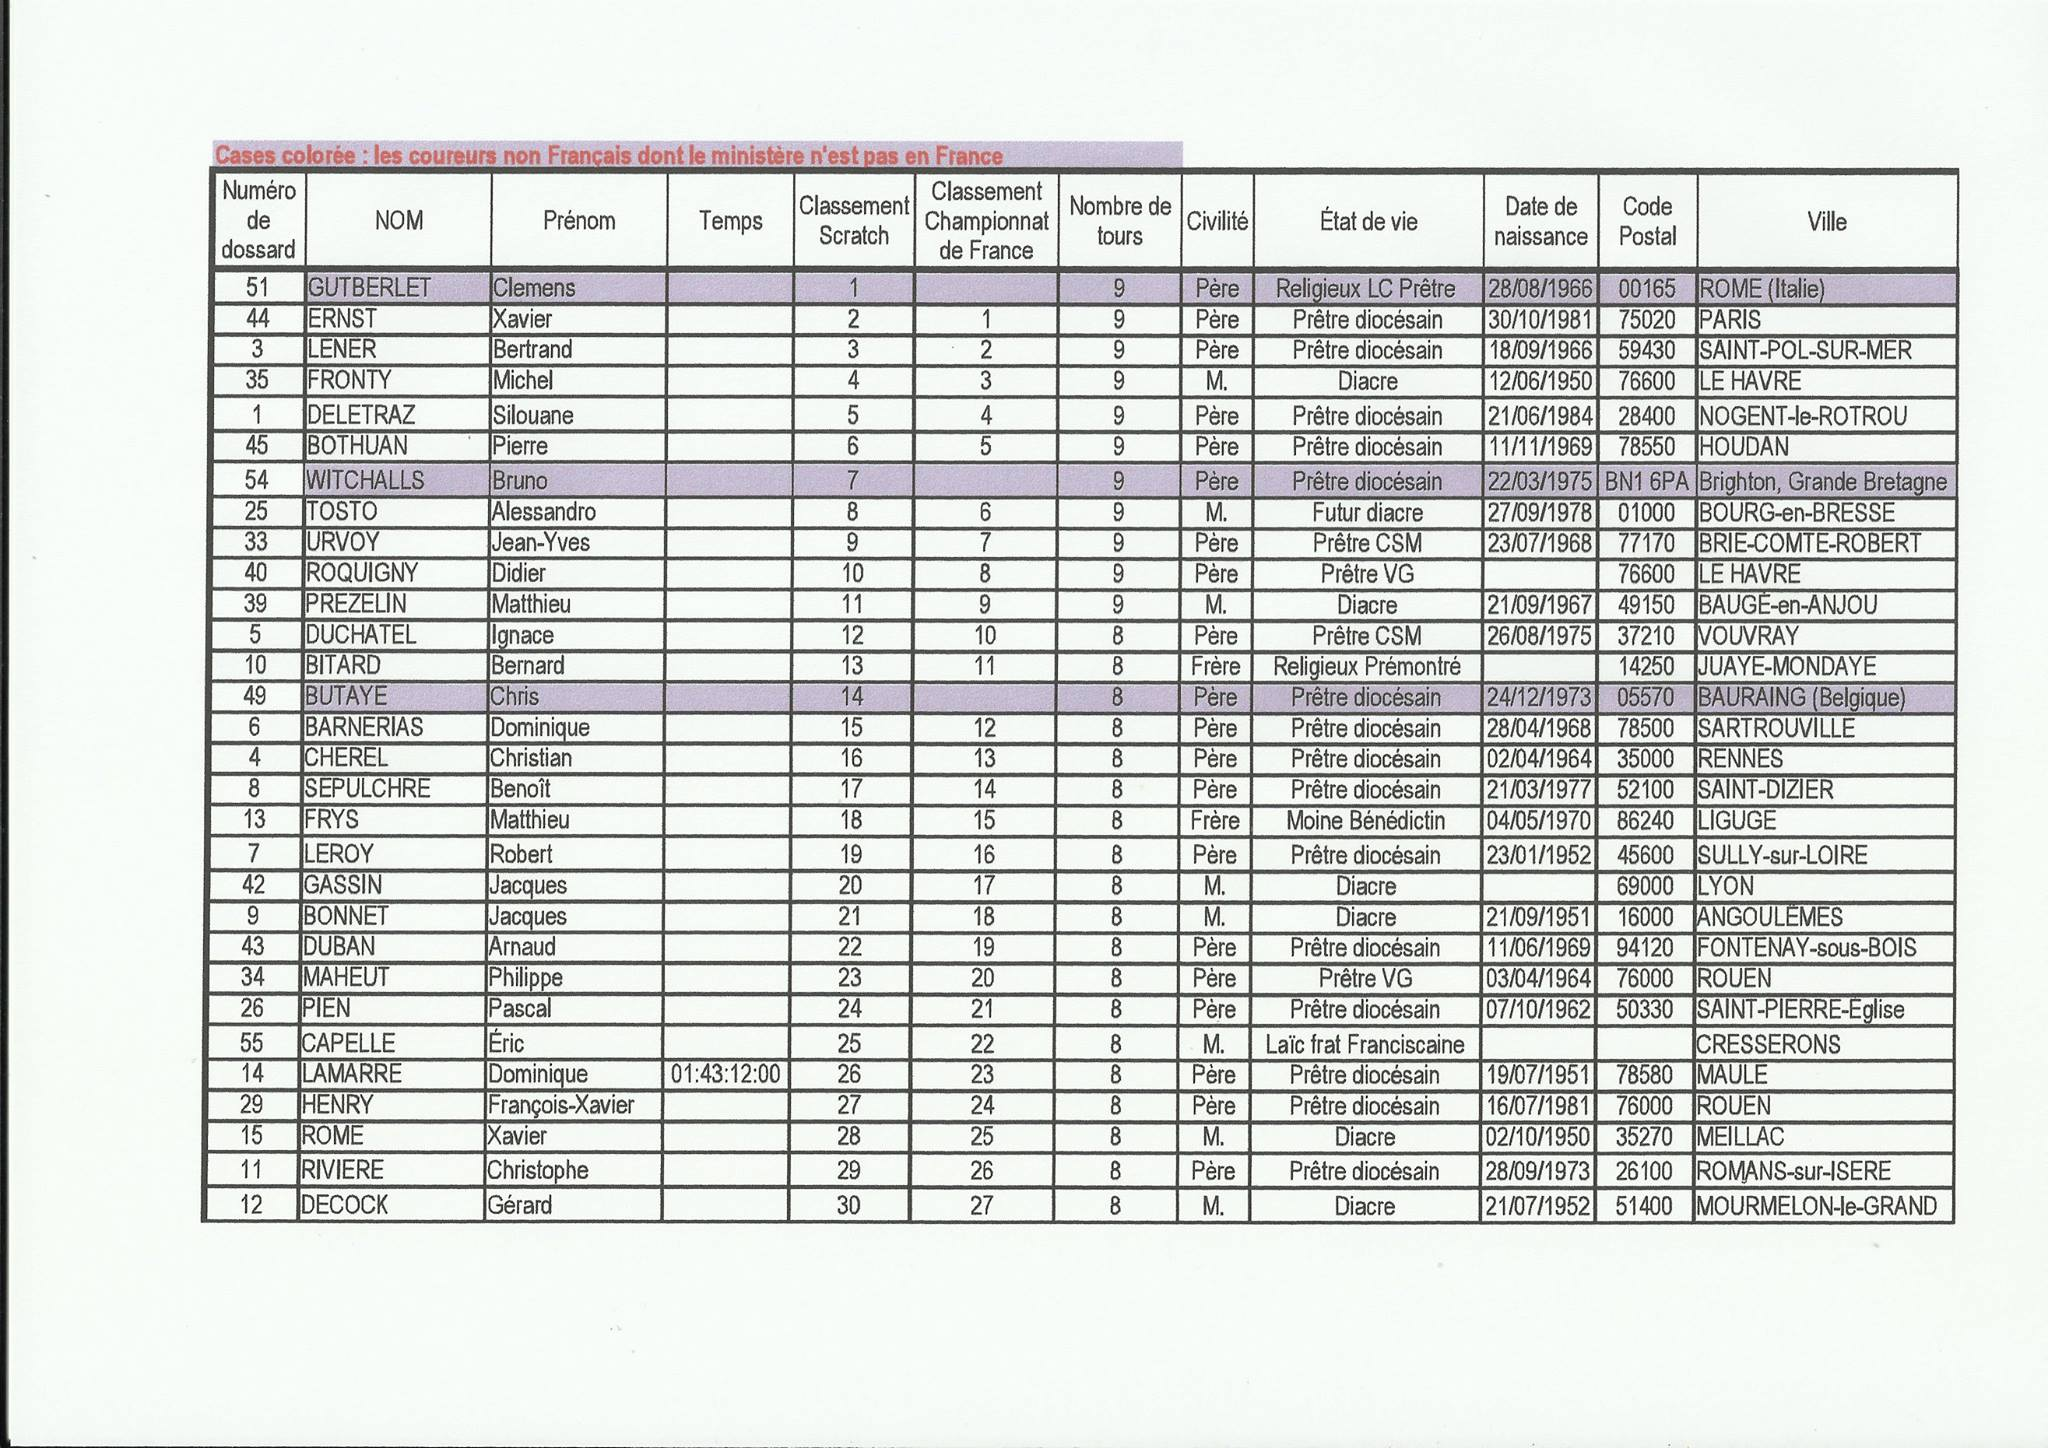 Cases colorée : les coureurs non Français dont le ministère n'est pas en France
Numéro de dossard NOM Prénom Temps Classement Scratch Classement Championnat de France Nombre de tours Civilité État de vie Date de naissance Code Postal Ville
51 GUTBERLET Clemens 1 9 Père Religieux LC Prêtre 28/08/1966 00165 ROME (Italie)
44 ERNST Xavier 2 1 9 Père Prêtre diocésain 30/10/1981 75020 PARIS
3 LENER Bertrand 3 2 9 Père Prêtre diocésain 18/09/1966 59430 SAINT-POL-SUR-MER
35 FRONTY Michel 4 3 9 M. Diacre 12/06/1950 76600 LE HAVRE
1 DELETRAZ Silouane 5 4 9 Père Prêtre diocésain 21/06/1984 28400 NOGENT-le-ROTROU
45 BOTHUAN Pierre 6 5 9 Père Prêtre diocésain 11/11/1969 78550 HOUDAN
54 WITCHALLS Bruno 7 9 Père Prêtre diocésain 22/03/1975 BN1 6PA Brighton, Grande Bretagne
25 TOSTO Alessandro 8 6 9 M. Futur diacre 27/09/1978 01000 BOURG-en-BRESSE
33 URVOY Jean-Yves 9 7 9 Père Prêtre CSM 23/07/1968 77170 BRIE-COMTE-ROBERT
40 ROQUIGNY Didier 10 8 9 Père Prêtre VG 76600 LE HAVRE
39 PREZELIN Matthieu 11 9 9 M. Diacre 21/09/1967 49150 BAUGÉ-en-ANJOU
5 DUCHATEL Ignace 12 10 8 Père Prêtre CSM 26/08/1975 37210 VOUVRAY
10 BITARD Bernard 13 11 8 Frère Religieux Prémontré 14250 JUAYE-MONDAYE
49 BUTAYE Chris 14 8 Père Prêtre diocésain 24/12/1973 05570 BAURAING (Belgique)
6 BARNERIAS Dominique 15 12 8 Père Prêtre diocésain 28/04/1968 78500 SARTROUVILLE
4 CHEREL Christian 16 13 8 Père Prêtre diocésain 02/04/1964 35000 RENNES
8 SEPULCHRE Benoît 17 14 8 Père Prêtre diocésain 21/03/1977 52100 SAINT-DIZIER
13 FRYS Matthieu 18 15 8 Frère Moine Bénédictin 04/05/1970 86240 LIGUGE
7 LEROY Robert 19 16 8 Père Prêtre diocésain 23/01/1952 45600 SULLY-sur-LOIRE
42 GASSIN Jacques 20 17 8 M. Diacre 69000 LYON
9 BONNET Jacques 21 18 8 M. Diacre 21/09/1951 16000 ANGOULÊMES
43 DUBAN Arnaud 22 19 8 Père Prêtre diocésain 11/06/1969 94120 FONTENAY-sous-BOIS
34 MAHEUT Philippe 23 20 8 Père Prêtre VG 03/04/1964 76000 ROUEN
26 PIEN Pascal 24 21 8 Père Prêtre diocésain 07/10/1962 50330 SAINT-PIERRE-Église
55 CAPELLE Éric 25 22 8 M. Laïc frat Franciscaine CRESSERONS
14 LAMARRE Dominique 01:43:12:00 26 23 8 Père Prêtre diocésain 19/07/1951 78580 MAULE
29 HENRY François-Xavier 27 24 8 Père Prêtre diocésain 16/07/1981 76000 ROUEN
15 ROME Xavier 28 25 8 M. Diacre 02/10/1950 35270 MEILLAC
11 RIVIERE Christophe 29 26 8 Père Prêtre diocésain 28/09/1973 26100 ROMANS-sur-ISERE
12 DECOCK Gérard 30 27 8 M. Diacre 21/07/1952 51400 MOURMELON-le-GRAND